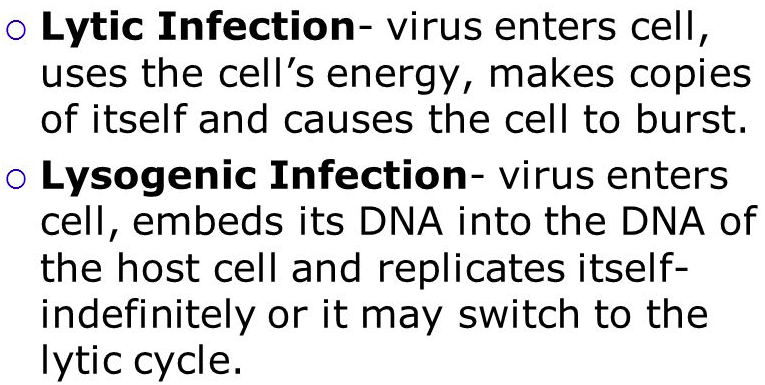 ○ Lytic Infection- virus enters cell,
uses the cell’s energy, makes copies
of itself and causes the cell to burst.
○ Lysogenic Infection- virus enters
cell, embeds its DNA into the DNA of
the host cell and replicates itself-
indefinitely or it may switch to the
lytic cycle.